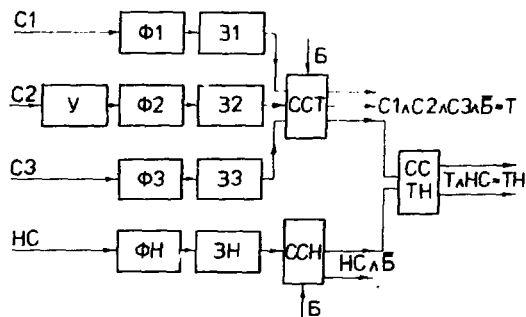 С1
Ф1
З1
Б
С2
У
Ф2
З2
ССТ
С1∧С2∧С3∧Б̅=Т
С3
Ф3
З3
СС
ТН
Т∧НС=ТН
НС
ФН
ЗН
ССН
НС∧Б̅
Б